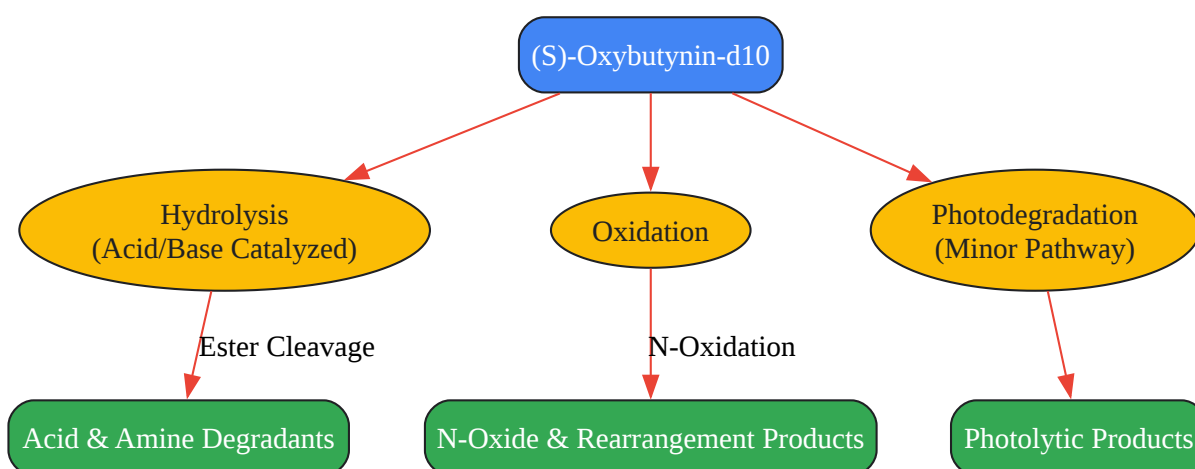 (S)-Oxybutynin-d10
Hydrolysis
(Acid/Base Catalyzed)
Oxidation
Photodegradation
(Minor Pathway)
Ester Cleavage
N-Oxidation
Acid & Amine Degradants
N-Oxide & Rearrangement Products
Photolytic Products